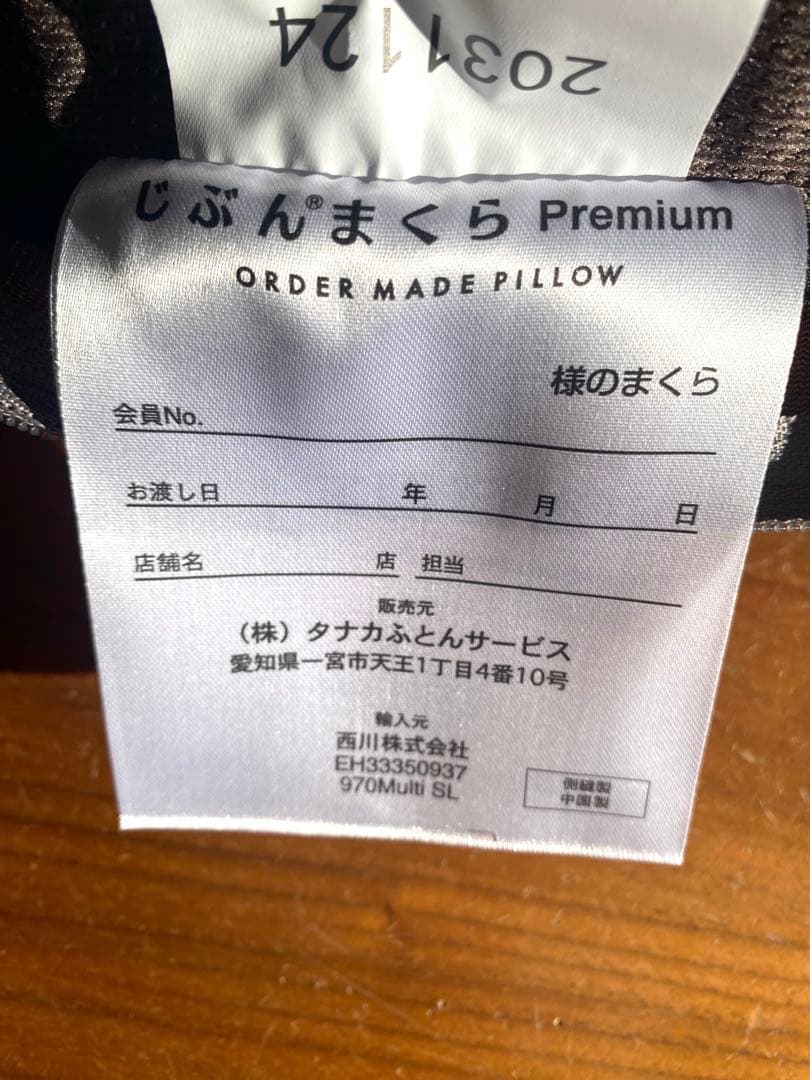 2031124
じぶん®まくら Premium
ORDER MADE PILLOW
様のまくら
会員No.
お渡し日 年 月 日
店舗名 店 担当
販売元
（株）タナカふとんサービス
愛知県一宮市天王1丁目4番10号
輸入元
西川株式会社
EH33350937
970Multi SL
側縫製
中国製